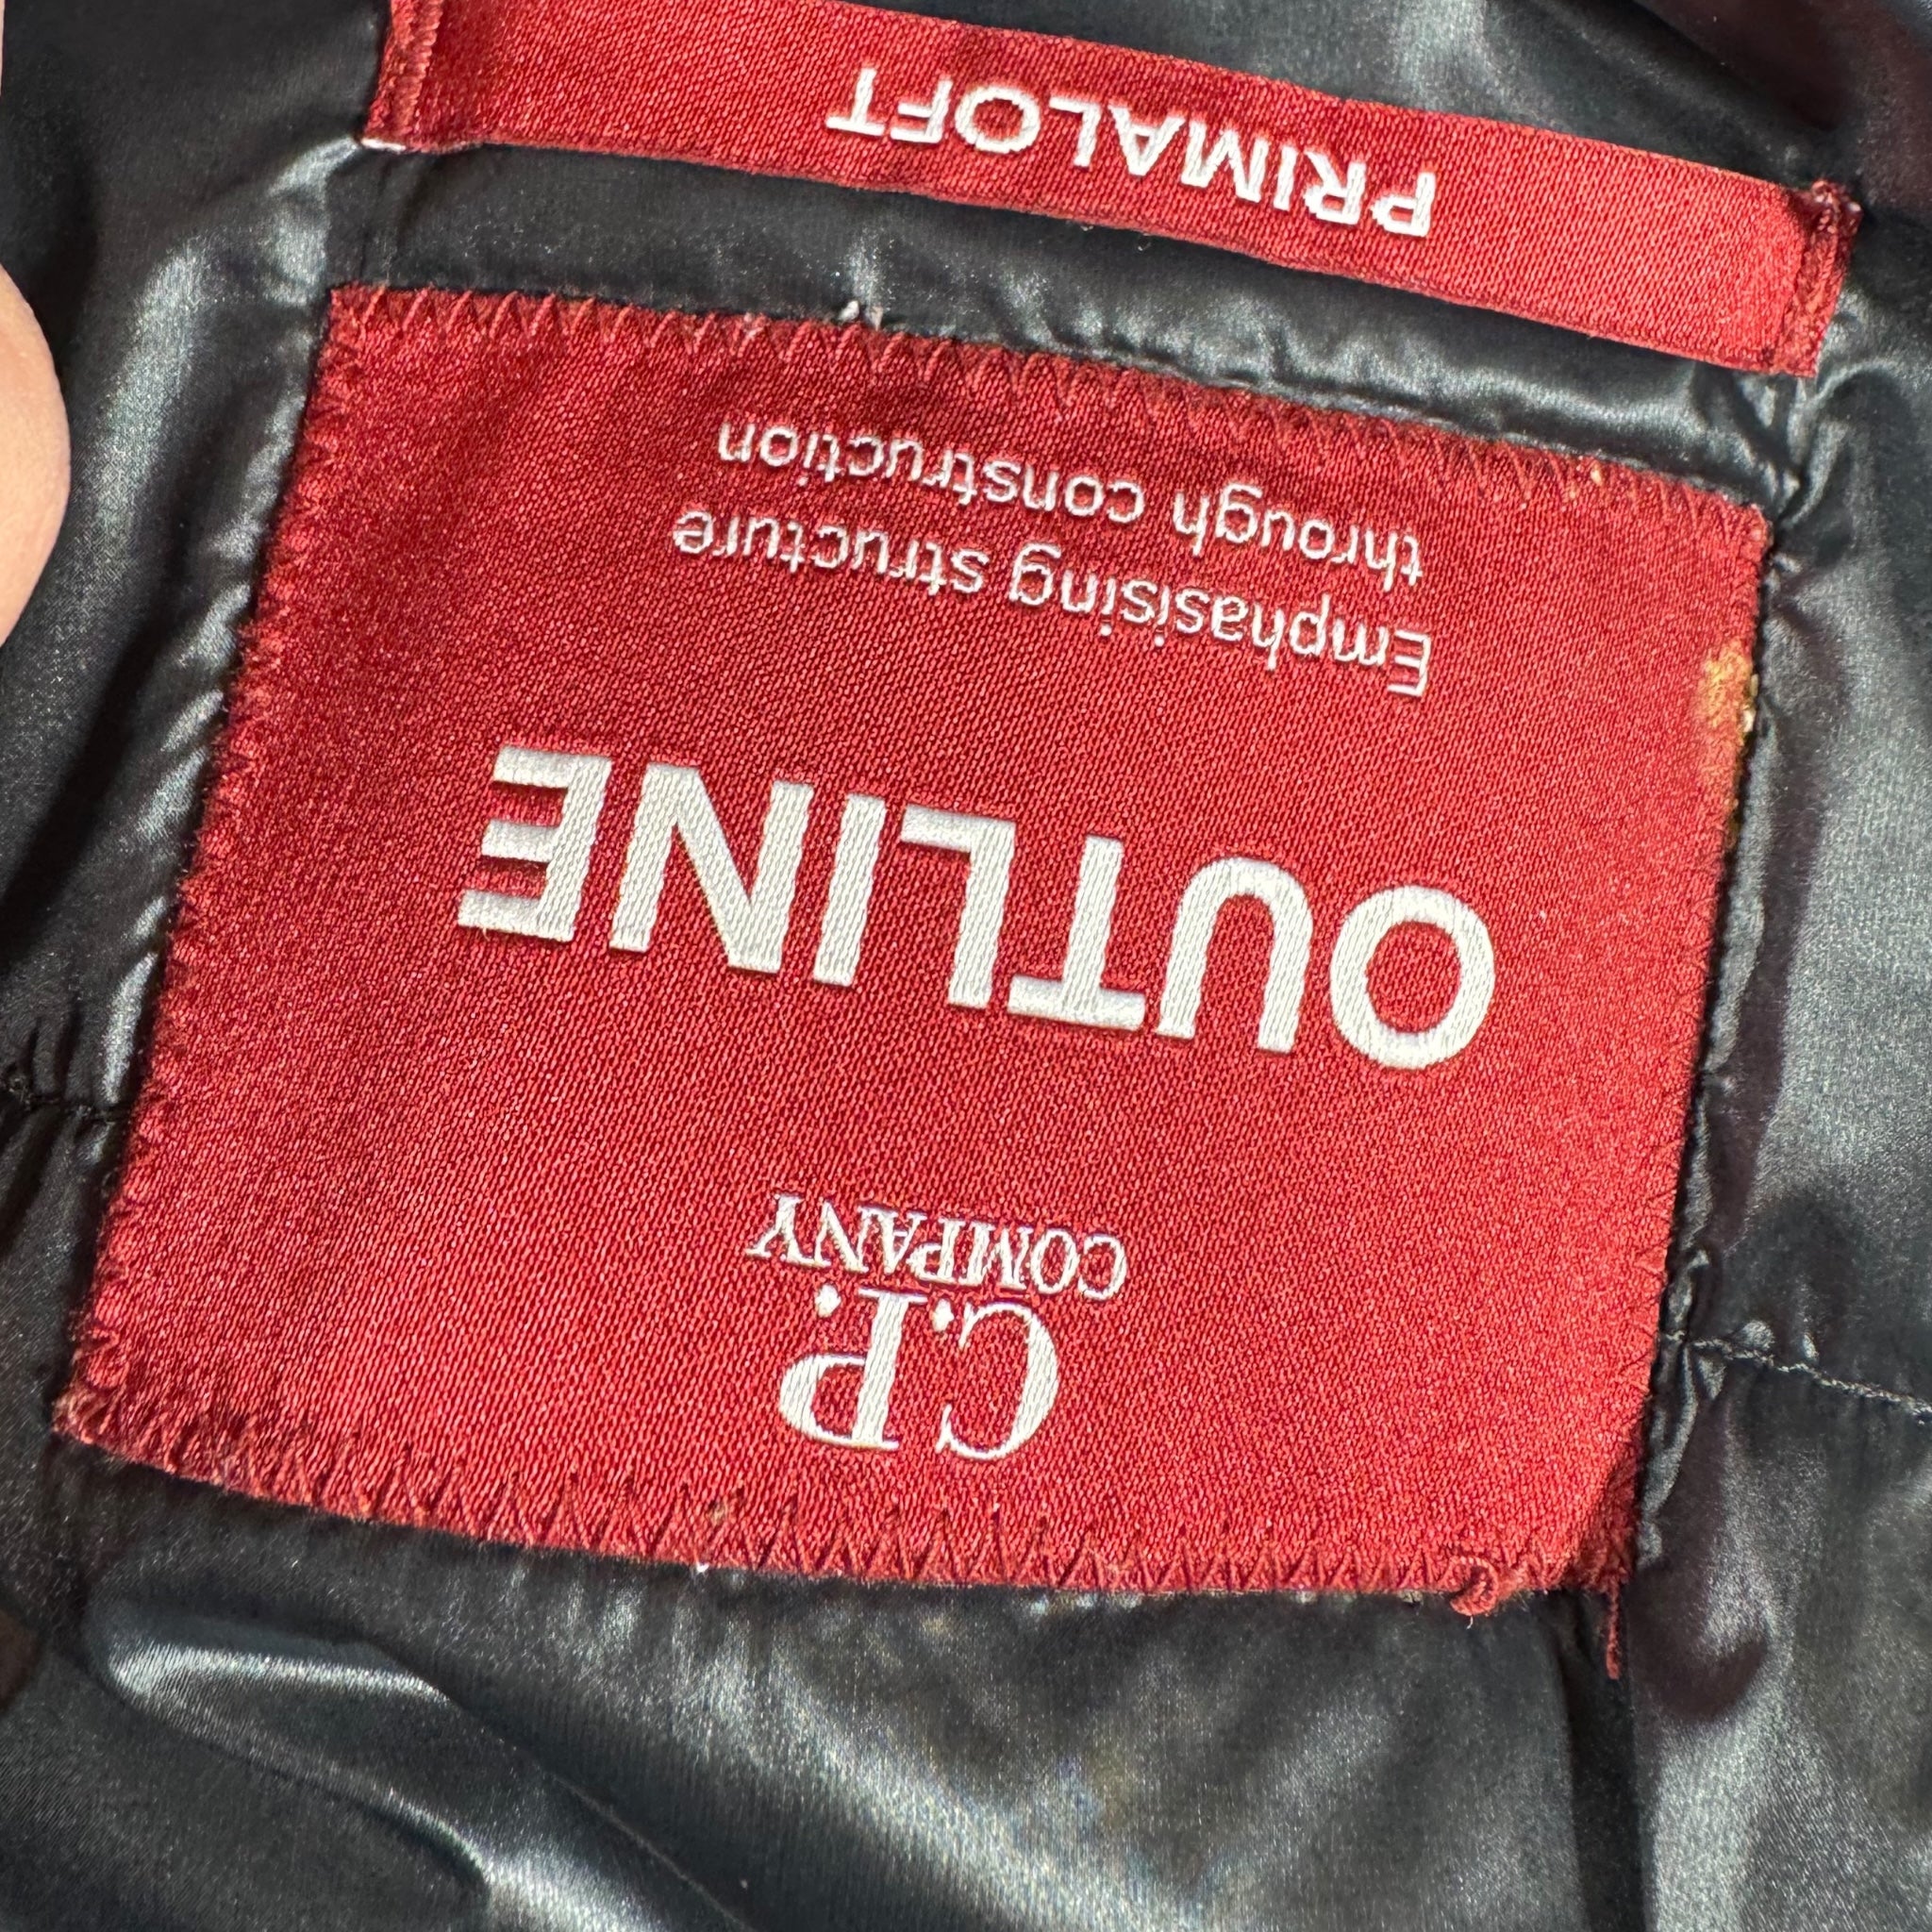 C.P.
COMPANY
OUTLINE
Emphasising structure
through construction
PRIMALOFT